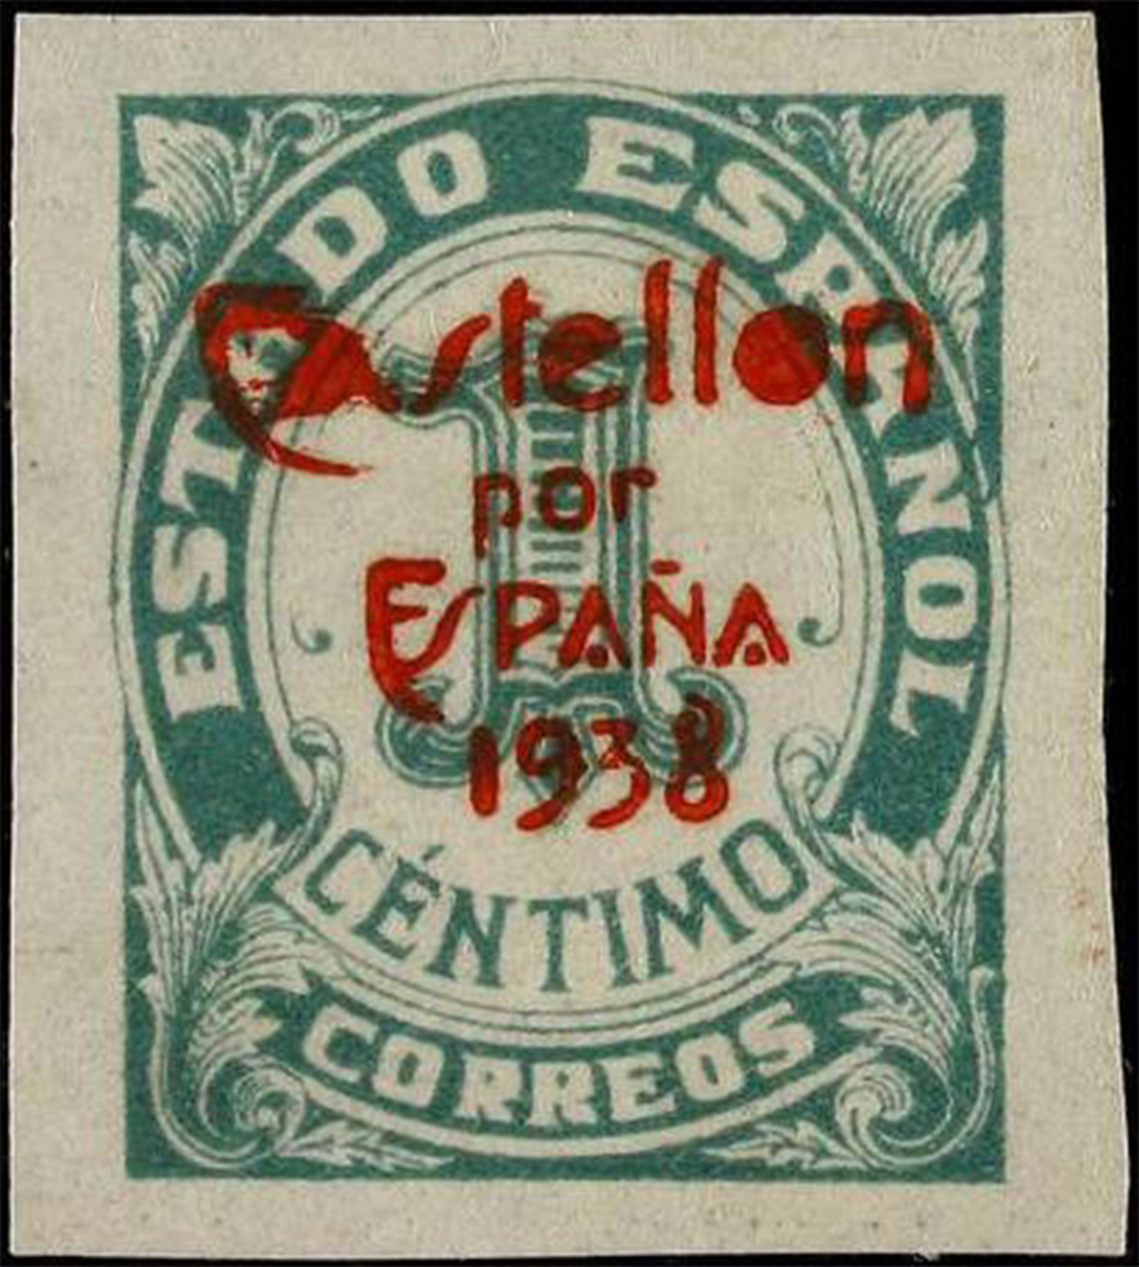 ESTADO ESPAÑOL
Castellon
por
ESPAÑA
1938
1
CÉNTIMO
CORREOS